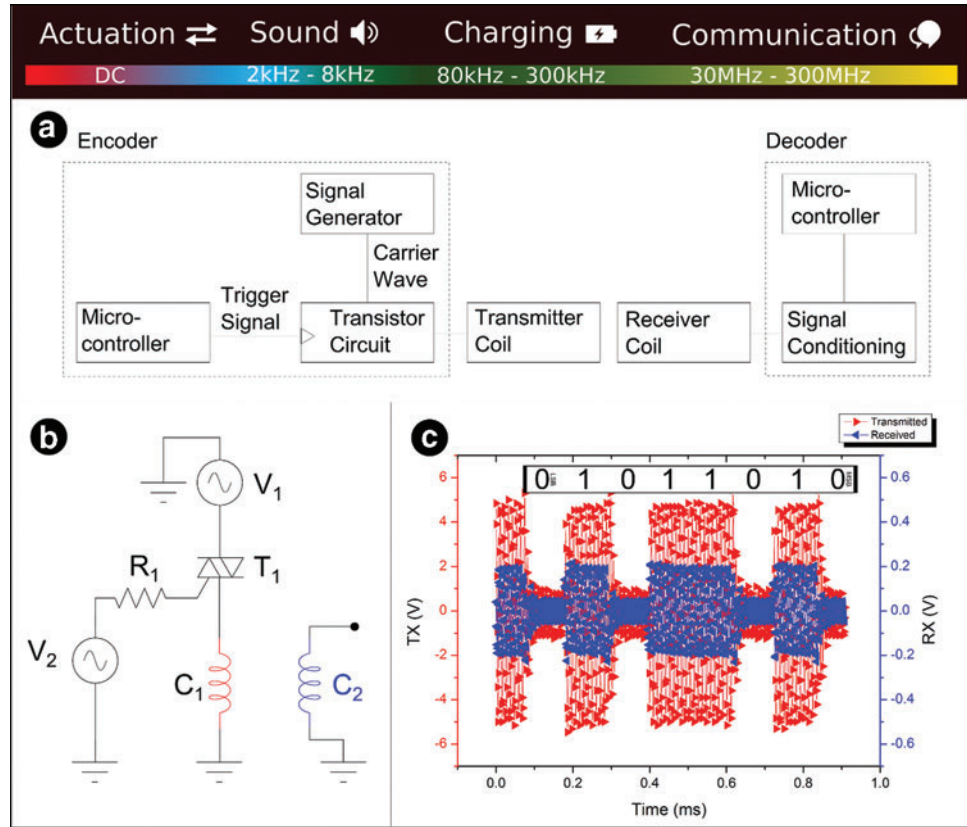 Actuation Sound Charging Communication
DC 2kHz - 8kHz 80kHz - 300kHz 30MHz - 300MHz
a
Encoder
Decoder
Signal
Generator
Micro-
controller
Carrier
Wave
Trigger
Signal
Micro-
controller
Transistor
Circuit
Transmitter
Coil
Receiver
Coil
Signal
Conditioning
b
V1
R1
T1
V2
C1
C2
c
Transmitted
Received
0 LSB 1 0 1 1 0 1 0 MSB
6
4
2
0
-2
-4
-6
TX (V)
0.6
0.4
0.2
0.0
-0.2
-0.4
-0.6
RX (V)
0.0 0.2 0.4 0.6 0.8 1.0
Time (ms)